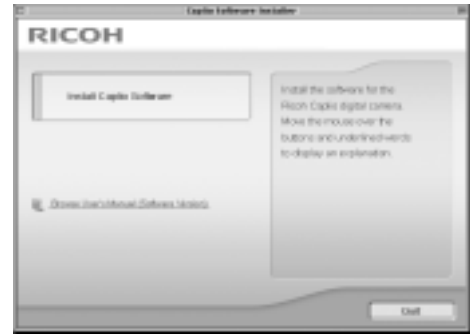 Caplio Software Installer
RICOH
Install Caplio Software
Install the software for the
Ricoh Caplio digital camera.
Move the mouse over the
buttons and underlined words
to display an explanation.
Browse User's Manual (Software Version)
Quit